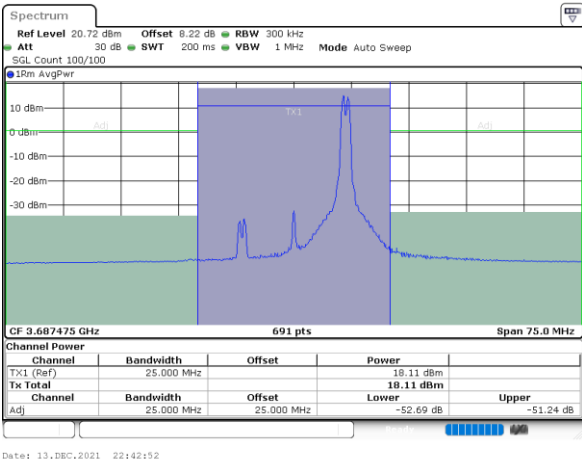 Spectrum
Ref Level 20.72 dBm Offset 8.22 dB RBW 300 kHz
Att 30 dB SWT 200 ms VBW 1 MHz Mode Auto Sweep
SGL Count 100/100
1Rm AvgPwr
10 dBm
TX1
Adj Adj
0 dBm
-10 dBm
-20 dBm
-30 dBm
CF 3.687475 GHz 691 pts Span 75.0 MHz
Channel Power
Channel Bandwidth Offset Power
TX1 (Ref) 25.000 MHz 18.11 dBm
Tx Total 18.11 dBm
Channel Bandwidth Offset Lower Upper
Adj 25.000 MHz 25.000 MHz -52.69 dB -51.24 dB
Ready
Date: 13.DEC.2021 22:42:52